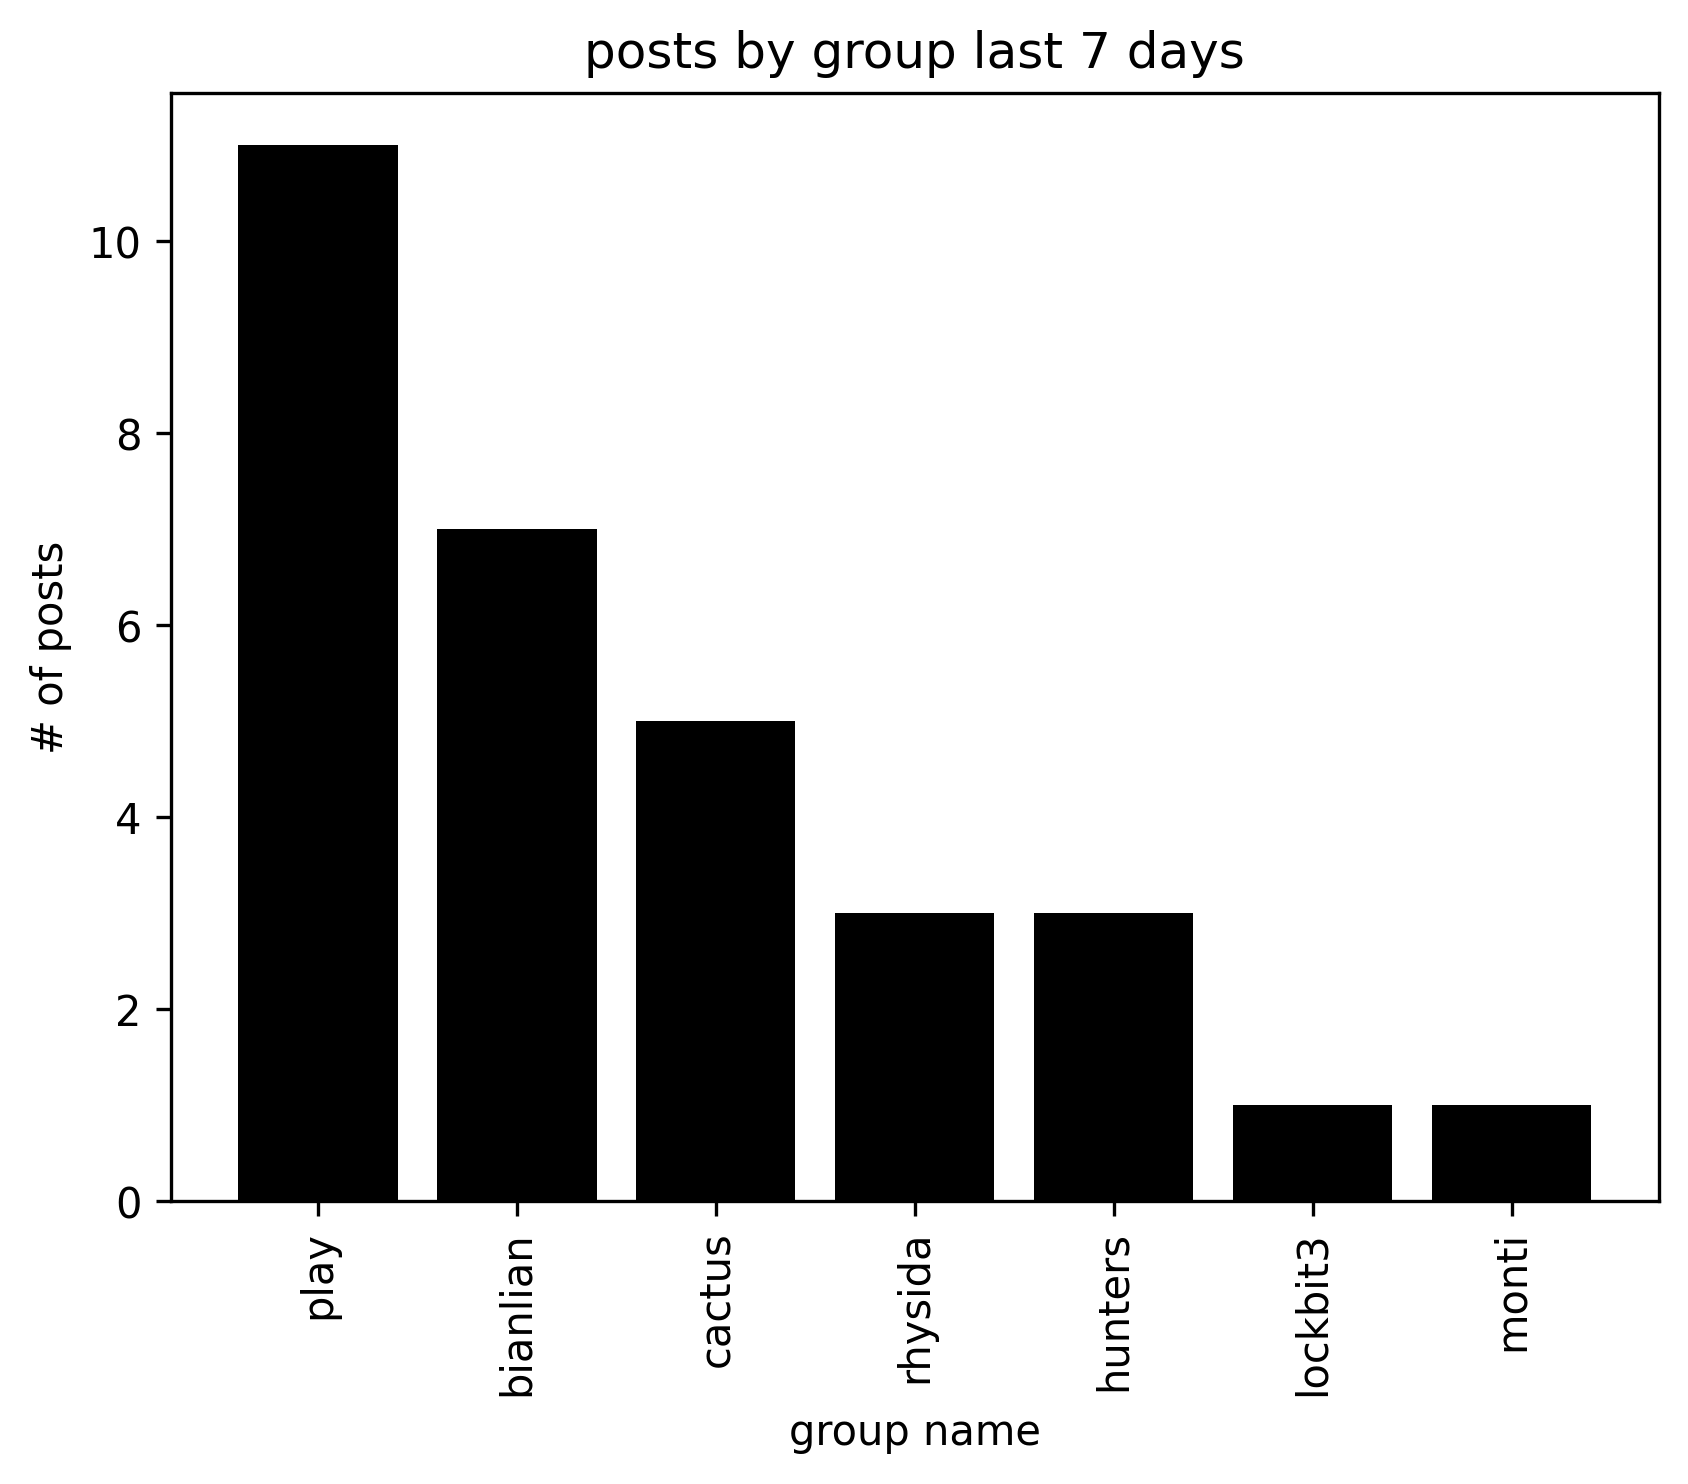 posts by group last 7 days
# of posts
10
8
6
4
2
0
play
bianlian
cactus
rhysida
hunters
lockbit3
monti
group name